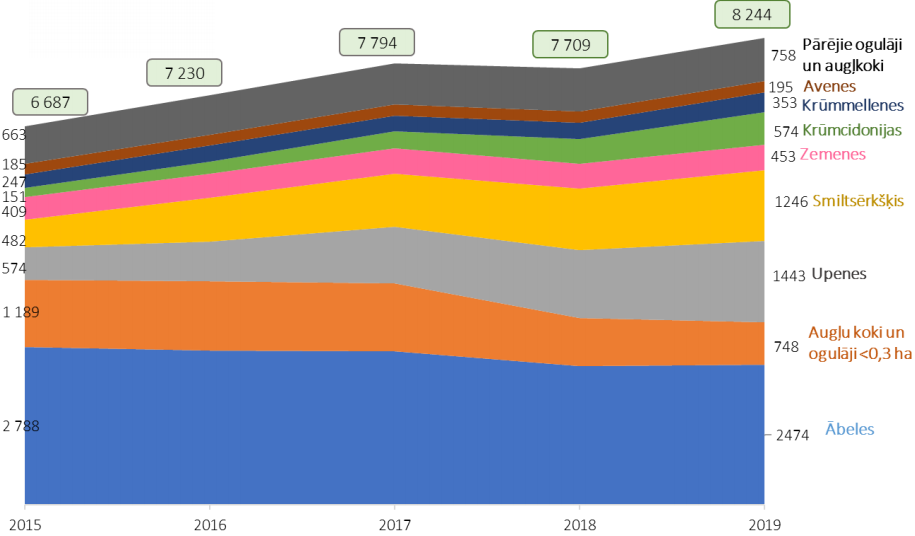 8 244
7 794
7 709
7 230
6 687
758 Pārējie ogulāji
un augļkoki
195 Avenes
353 Krūmmellenes
574 Krūmcidonijas
453 Zemenes
1246 Smiltsērkšķis
1443 Upenes
748 Augļu koki un
ogulāji <0,3 ha
2474 Ābeles
663
185
247
151
409
482
574
1 189
2 788
2015 2016 2017 2018 2019